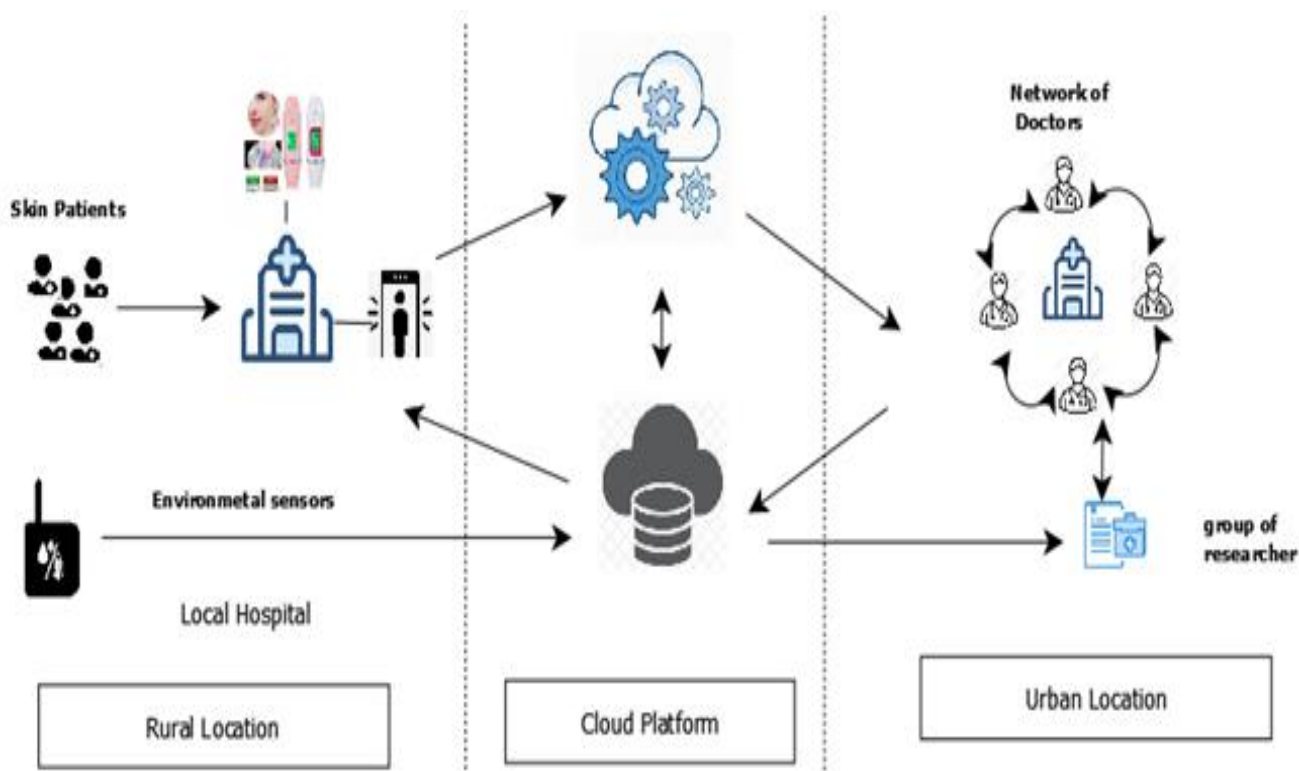 Network of
Doctors
Skin Patients
Environmetal sensors
group of
researcher
Local Hospital
Rural Location
Cloud Platform
Urban Location